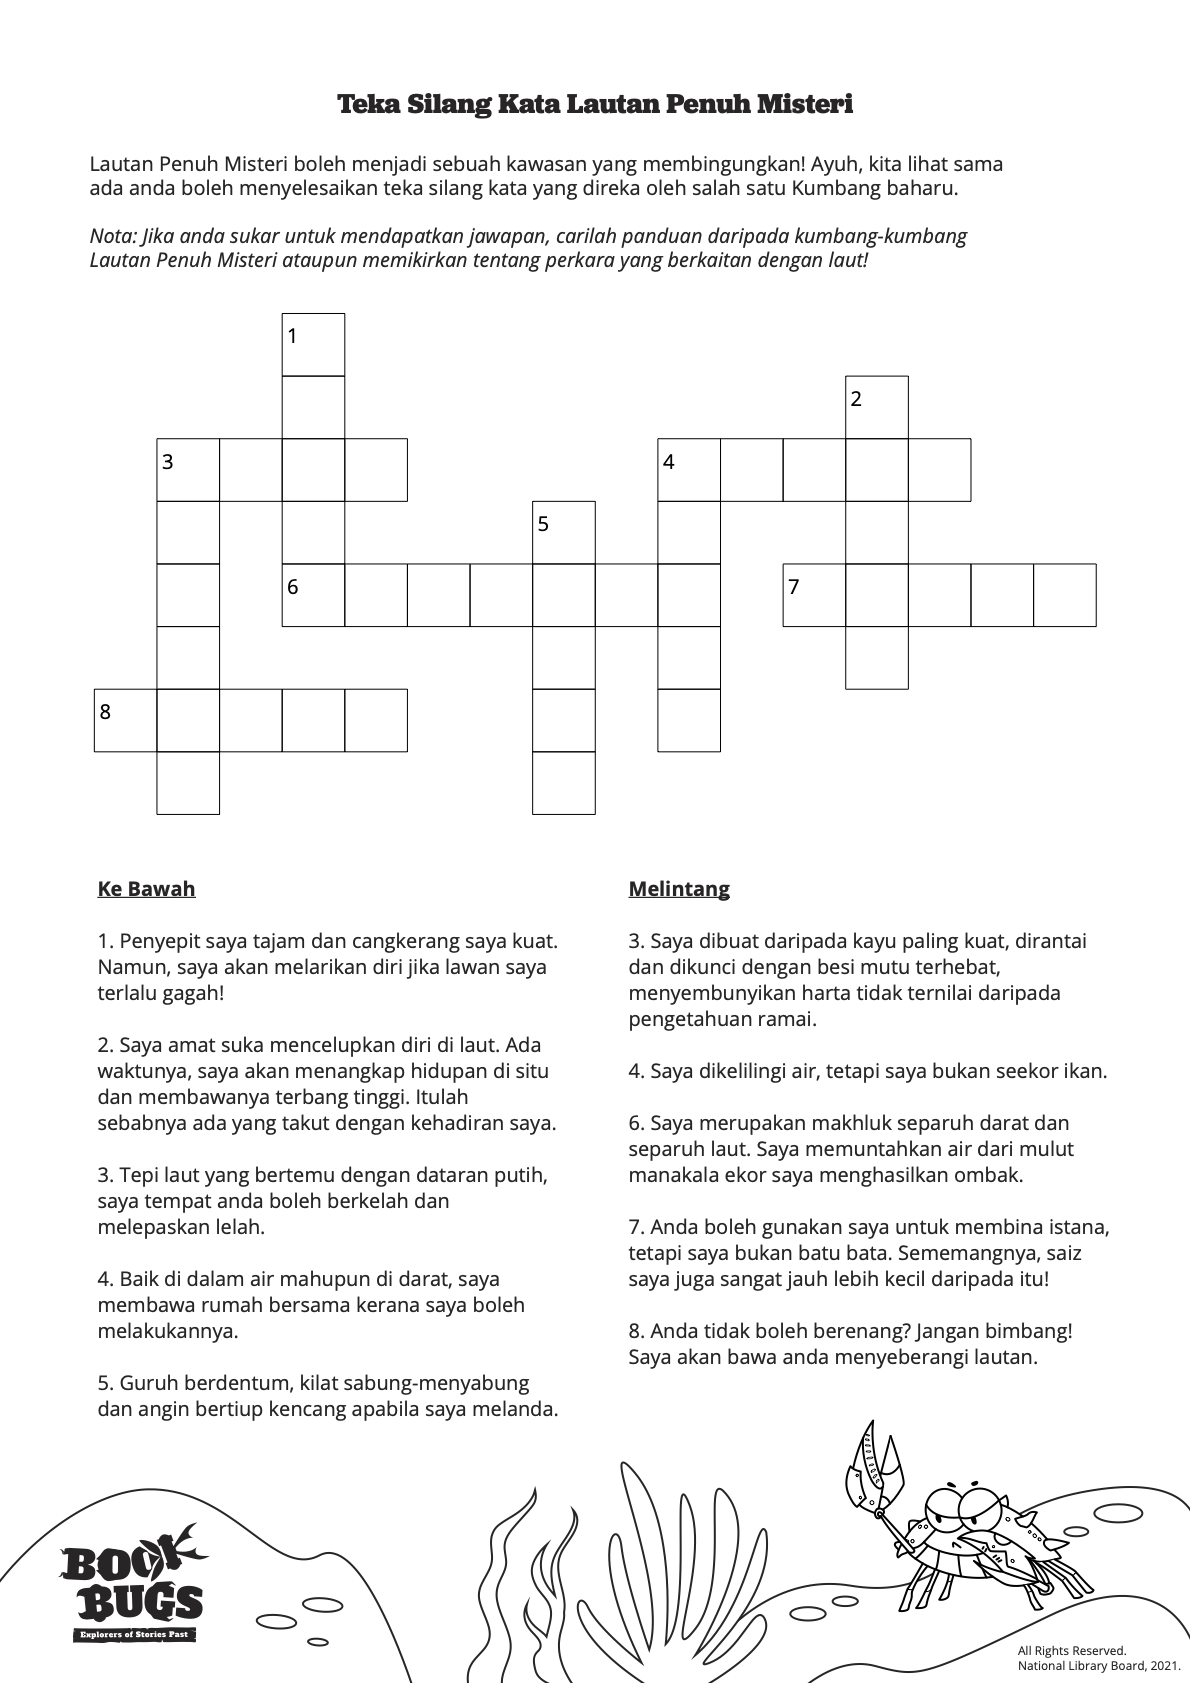 Teka Silang Kata Lautan Penuh Misteri
Lautan Penuh Misteri boleh menjadi sebuah kawasan yang membingungkan! Ayuh, kita lihat sama
ada anda boleh menyelesaikan teka silang kata yang direka oleh salah satu Kumbang baharu.
Nota: Jika anda sukar untuk mendapatkan jawapan, carilah panduan daripada kumbang-kumbang
Lautan Penuh Misteri ataupun memikirkan tentang perkara yang berkaitan dengan laut!
1
2
3
4
5
6
7
8
Ke Bawah
1. Penyepit saya tajam dan cangkerang saya kuat.
Namun, saya akan melarikan diri jika lawan saya
terlalu gagah!
2. Saya amat suka mencelupkan diri di laut. Ada
waktunya, saya akan menangkap hidupan di situ
dan membawanya terbang tinggi. Itulah
sebabnya ada yang takut dengan kehadiran saya.
3. Tepi laut yang bertemu dengan dataran putih,
saya tempat anda boleh berkelah dan
melepaskan lelah.
4. Baik di dalam air mahupun di darat, saya
membawa rumah bersama kerana saya boleh
melakukannya.
5. Guruh berdentum, kilat sabung-menyabung
dan angin bertiup kencang apabila saya melanda.
Melintang
3. Saya dibuat daripada kayu paling kuat, dirantai
dan dikunci dengan besi mutu terhebat,
menyembunyikan harta tidak ternilai daripada
pengetahuan ramai.
4. Saya dikelilingi air, tetapi saya bukan seekor ikan.
6. Saya merupakan makhluk separuh darat dan
separuh laut. Saya memuntahkan air dari mulut
manakala ekor saya menghasilkan ombak.
7. Anda boleh gunakan saya untuk membina istana,
tetapi saya bukan batu bata. Sememangnya, saiz
saya juga sangat jauh lebih kecil daripada itu!
8. Anda tidak boleh berenang? Jangan bimbang!
Saya akan bawa anda menyeberangi lautan.
BOOK
BUGS
Explorers of Stories Past
All Rights Reserved.
National Library Board, 2021.